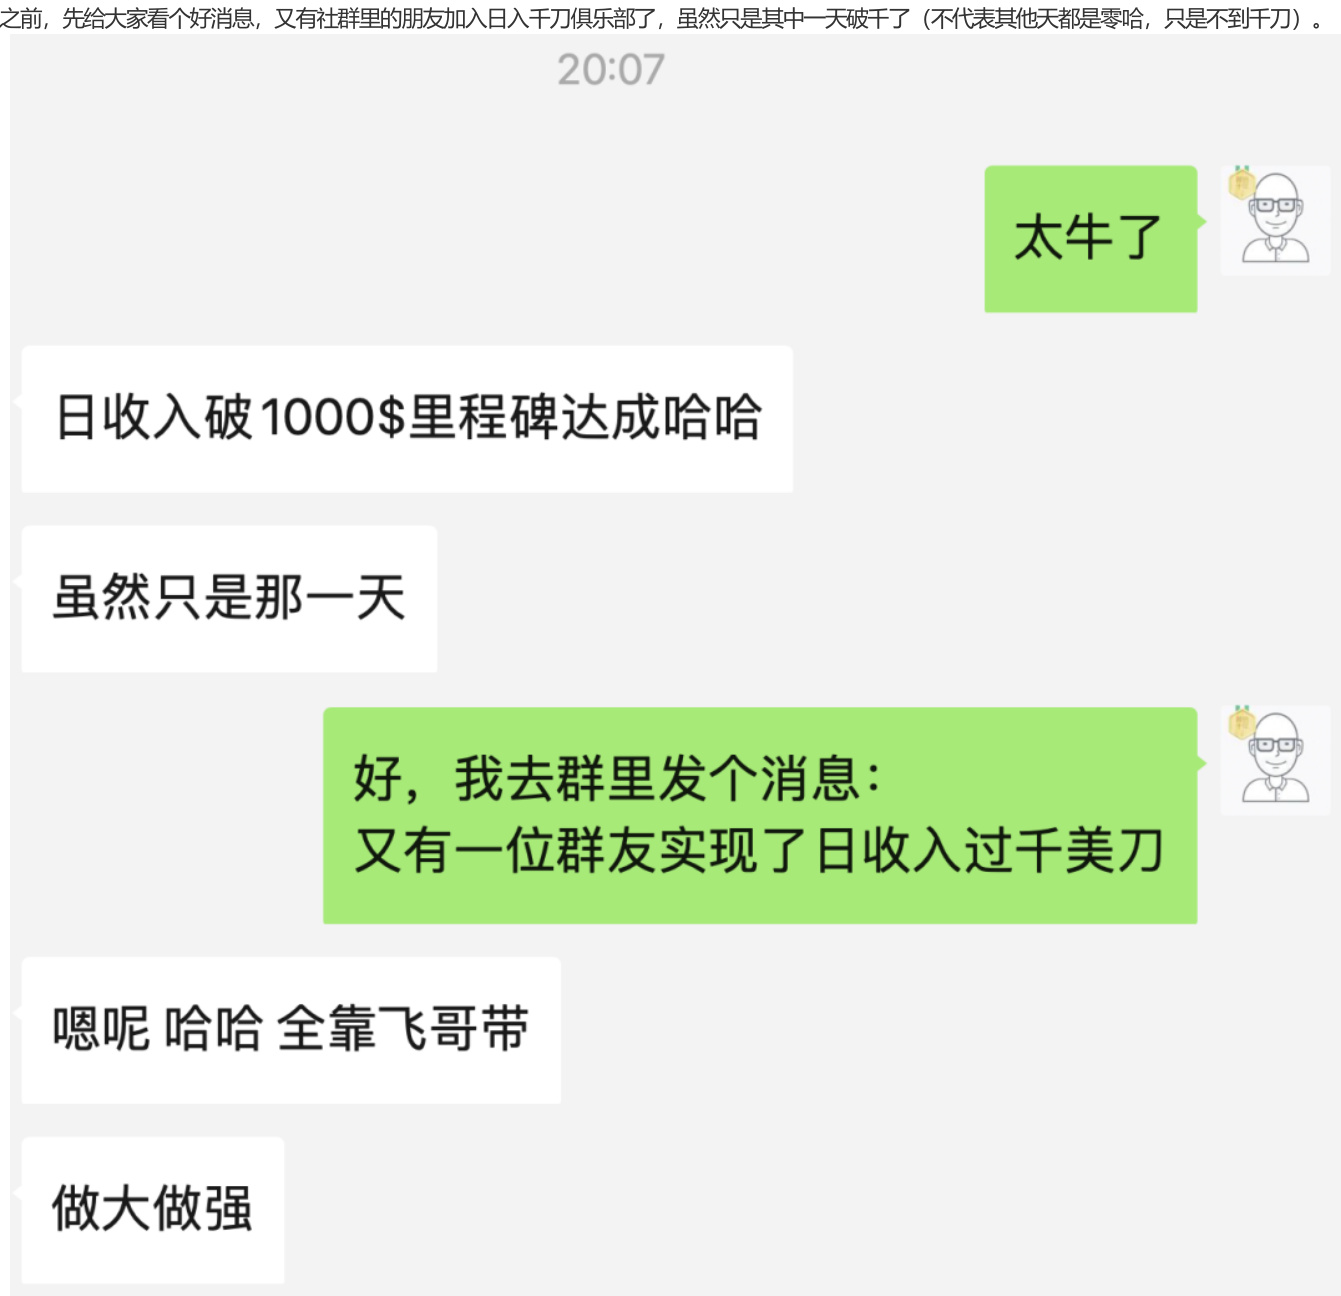 之前，先给大家看个好消息，又有社群里的朋友加入日入千刀俱乐部了，虽然只是其中一天破千了（不代表其他天都是零哈，只是不到千刀）。
20:07
太牛了
日收入破1000$里程碑达成哈哈
虽然只是那一天
好，我去群里发个消息：
又有一位群友实现了日收入过千美刀
嗯呢 哈哈 全靠飞哥带
做大做强